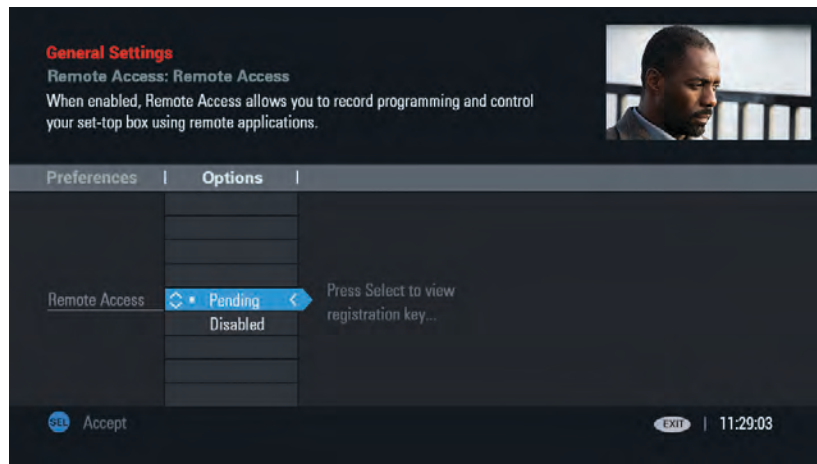 General Settings
Remote Access: Remote Access
When enabled, Remote Access allows you to record programming and control
your set-top box using remote applications.
Preferences | Options |
Remote Access
Pending
Disabled
Press Select to view
registration key...
SEL Accept
EXIT | 11:29:03